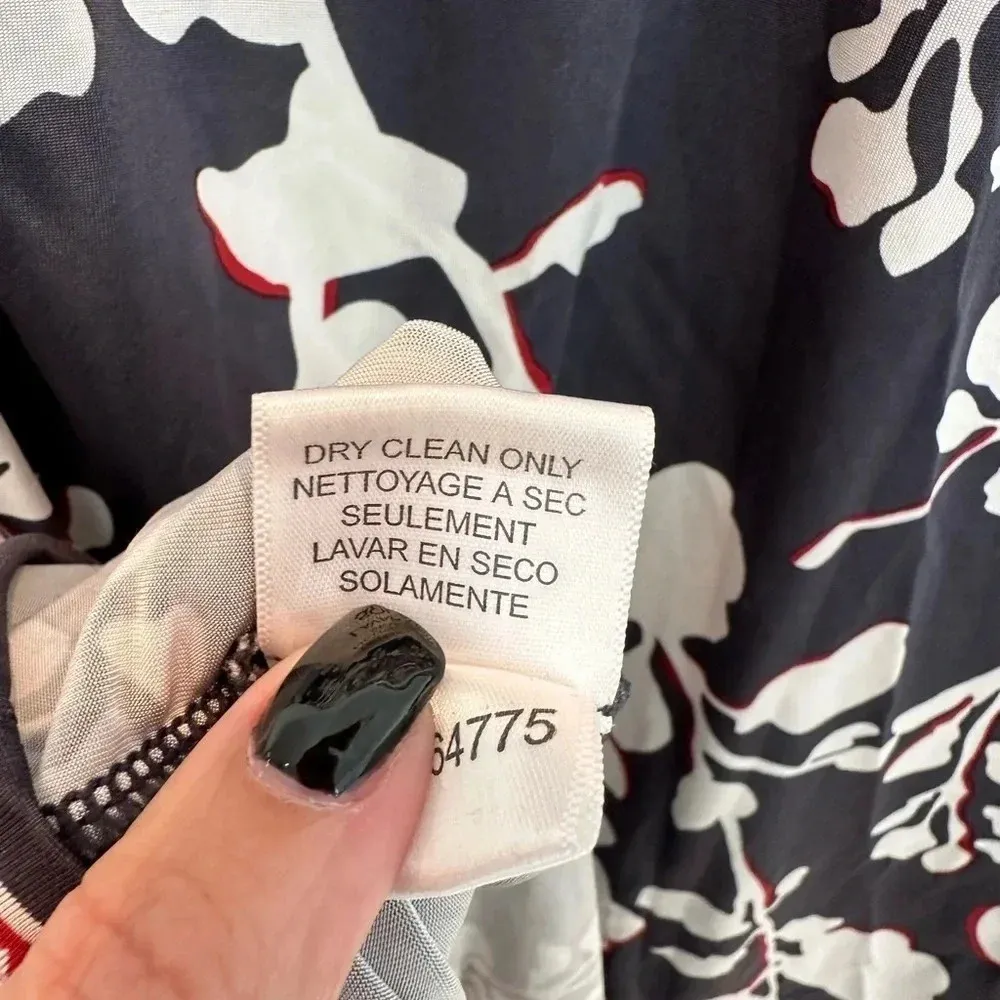 DRY CLEAN ONLY
NETTOYAGE A SEC
SEULEMENT
LAVAR EN SECO
SOLAMENTE
64775